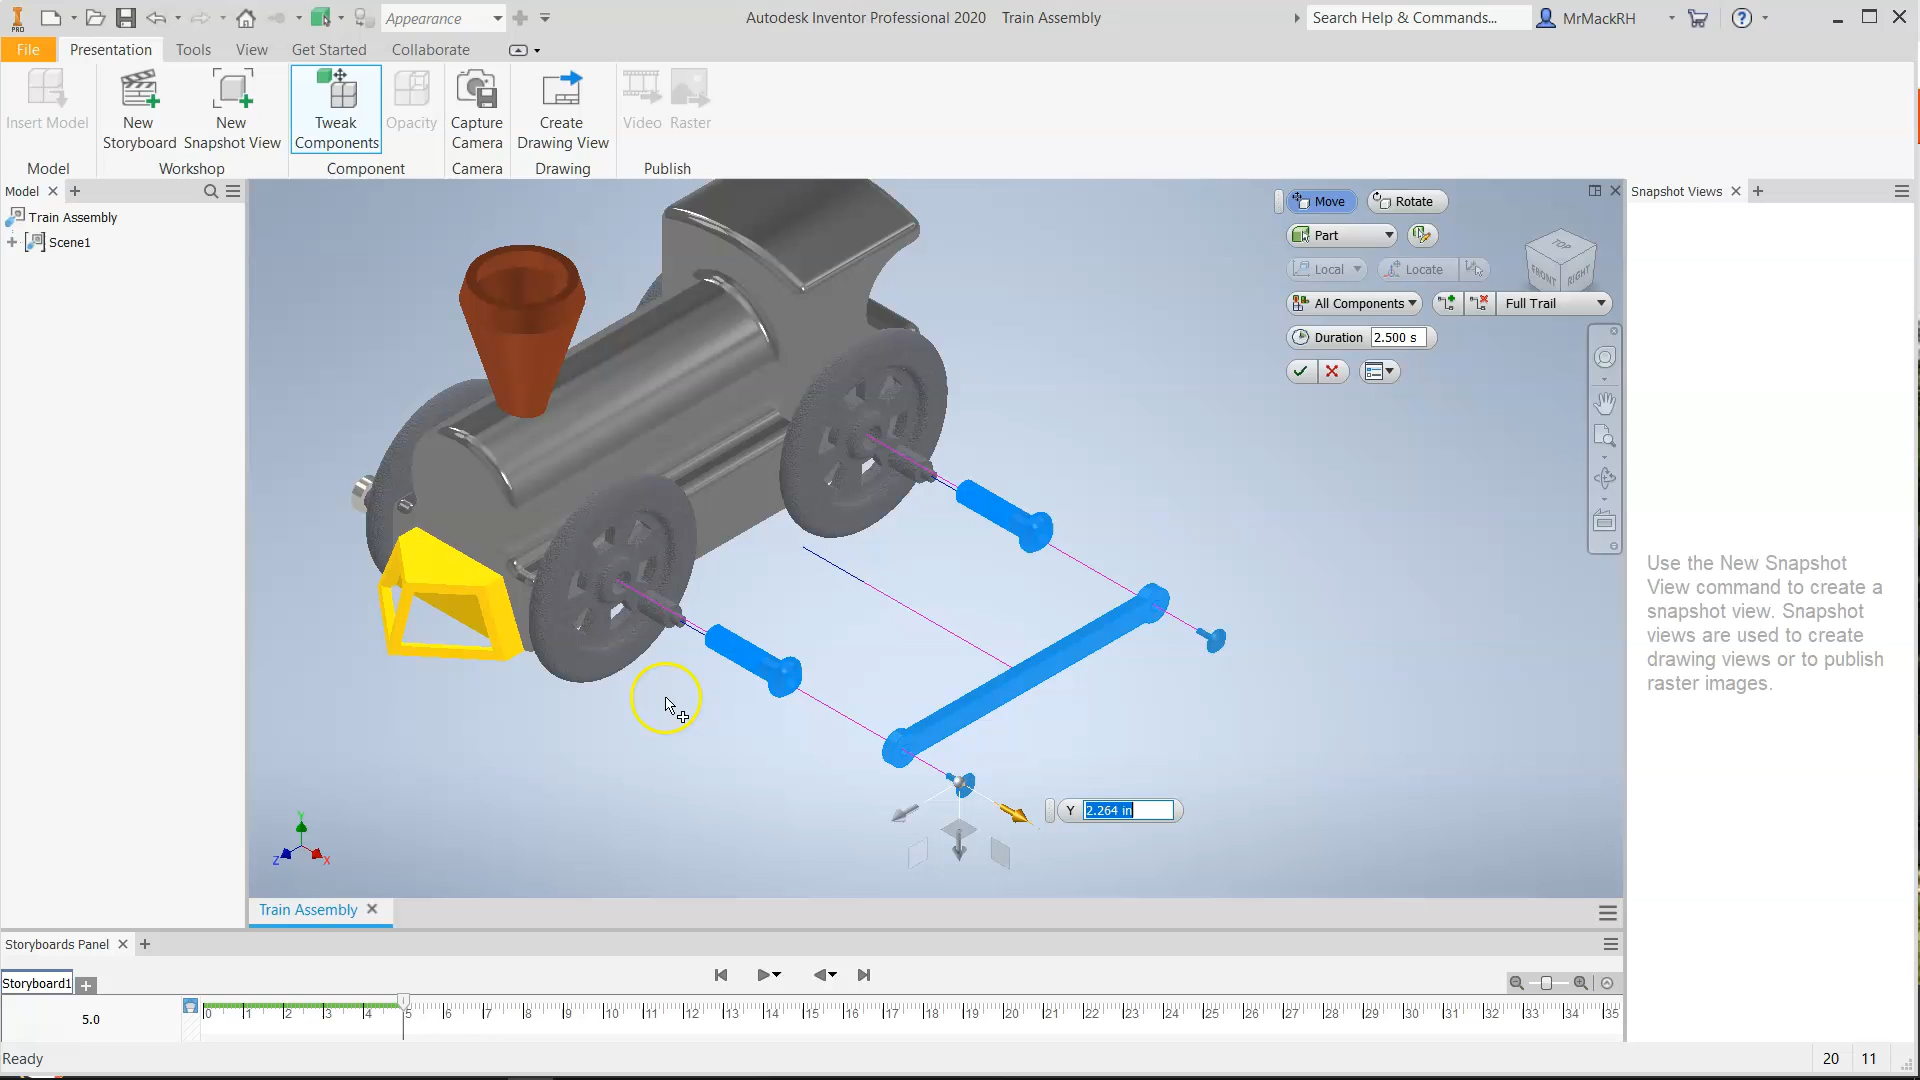 PRO
Appearance
Autodesk Inventor Professional 2020 Train Assembly
Search Help & Commands...
MrMackRH
File
Presentation
Tools
View
Get Started
Collaborate
Insert Model
New Storyboard
New Snapshot View
Tweak Components
Opacity
Capture Camera
Create Drawing View
Video
Raster
Model
Workshop
Component
Camera
Drawing
Publish
Model
Train Assembly
Scene1
Move
Rotate
Part
Local
Locate
All Components
Full Trail
Duration 2.500 s
TOP
FRONT
RIGHT
Snapshot Views
Use the New Snapshot
View command to create a
snapshot view. Snapshot
views are used to create
drawing views or to publish
raster images.
Y 2.264 in
Y
Z
X
Train Assembly
Storyboards Panel
Storyboard1
5.0
0 1 2 3 4 5 6 7 8 9 10 11 12 13 14 15 16 17 18 19 20 21 22 23 24 25 26 27 28 29 30 31 32 33 34 35
Ready
20 11